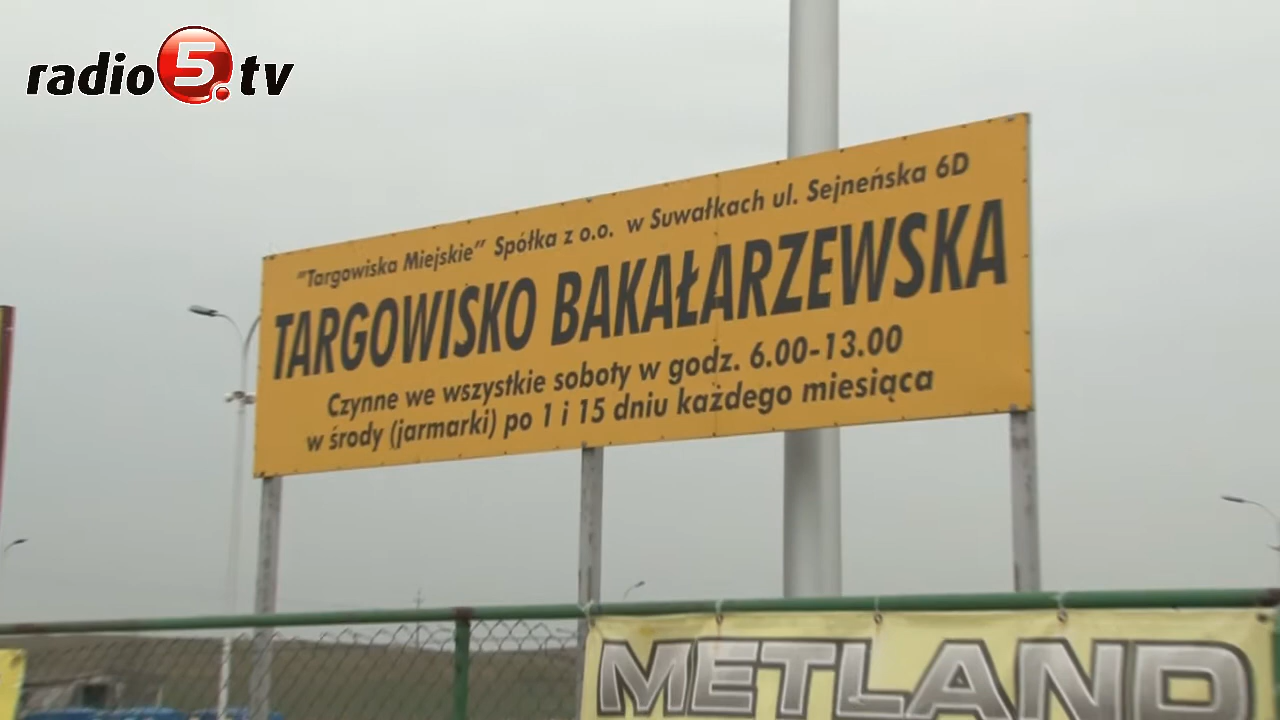 radio5.tv
"Targowiska Miejskie" Spółka z o.o. w Suwałkach ul. Sejneńska 6D
TARGOWISKO BAKAŁARZEWSKA
Czynne we wszystkie soboty w godz. 6.00-13.00
w środy (jarmarki) po 1 i 15 dniu każdego miesiąca
METLAND